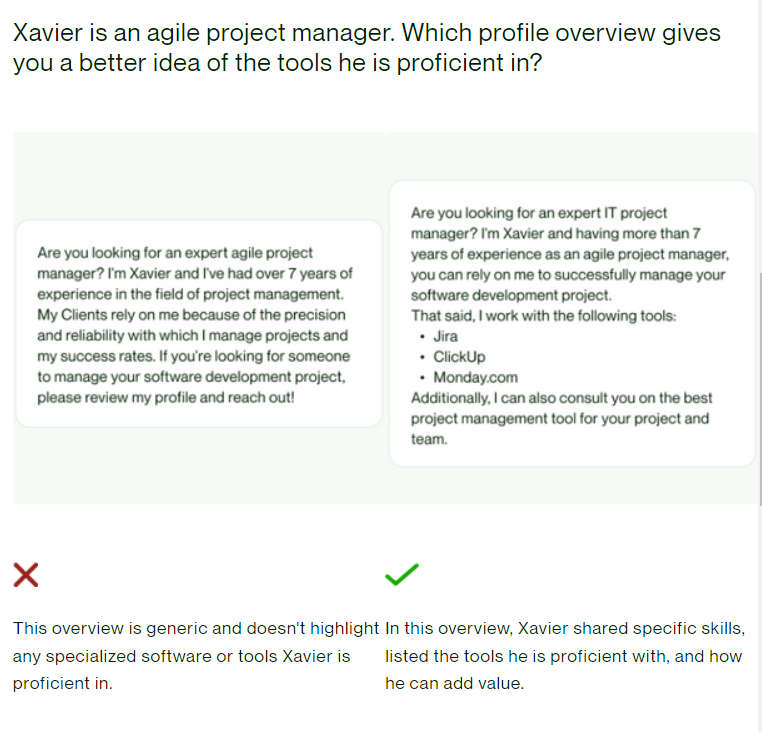 Xavier is an agile project manager. Which profile overview gives
you a better idea of the tools he is proficient in?
Are you looking for an expert agile project
manager? I'm Xavier and I've had over 7 years of
experience in the field of project management.
My Clients rely on me because of the precision
and reliability with which I manage projects and
my success rates. If you're looking for someone
to manage your software development project,
please review my profile and reach out!
Are you looking for an expert IT project
manager? I'm Xavier and having more than 7
years of experience as an agile project manager,
you can rely on me to successfully manage your
software development project.
That said, I work with the following tools:
• Jira
• ClickUp
• Monday.com
Additionally, I can also consult you on the best
project management tool for your project and
team.
This overview is generic and doesn't highlight
any specialized software or tools Xavier is
proficient in.
In this overview, Xavier shared specific skills,
listed the tools he is proficient with, and how
he can add value.